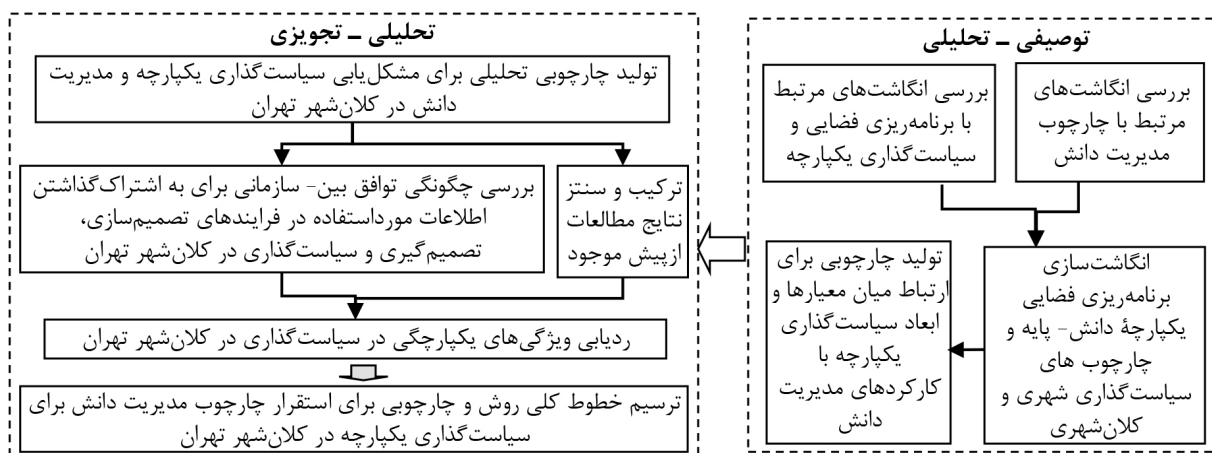 توصیفی – تحلیلی
بررسی انگاشت‌های
مرتبط با چارچوب
مدیریت دانش
بررسی انگاشت‌های مرتبط
با برنامه‌ریزی فضایی و
سیاست‌گذاری یکپارچه
انگاشت‌سازی
برنامه‌ریزی فضایی
یکپارچهٔ دانش- پایه و
چارچوب های
سیاست‌گذاری شهری و
کلان‌شهری
تولید چارچوبی برای
ارتباط میان معیارها و
ابعاد سیاست‌گذاری
یکپارچه با
کارکردهای مدیریت
دانش
تحلیلی – تجویزی
تولید چارچوبی تحلیلی برای مشکل‌یابی سیاست‌گذاری یکپارچه و مدیریت
دانش در کلان‌شهر تهران
ترکیب و سنتز
نتایج مطالعات
ازپیش موجود
بررسی چگونگی توافق بین- سازمانی برای به اشتراک‌گذاشتن
اطلاعات مورداستفاده در فرایندهای تصمیم‌سازی،
تصمیم‌گیری و سیاست‌گذاری در کلان‌شهر تهران
ردیابی ویژگی‌های یکپارچگی در سیاست‌گذاری در کلان‌شهر تهران
ترسیم خطوط کلی روش و چارچوبی برای استقرار چارچوب مدیریت دانش برای
سیاست‌گذاری یکپارچه در کلان‌شهر تهران